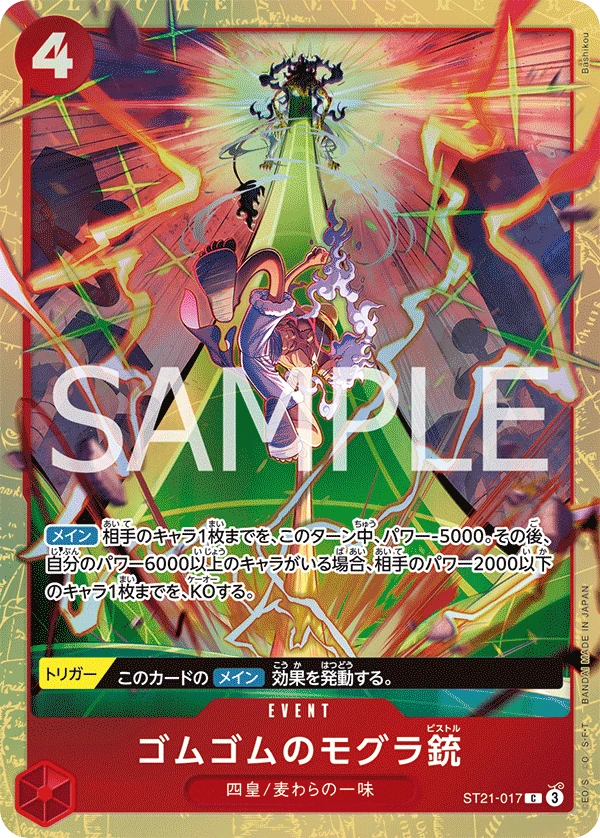 4
Bashikou
SAMPLE
メイン 相手のキャラ1枚までを、このターン中、パワー-5000。その後、
自分のパワー6000以上のキャラがいる場合、相手のパワー2000以下
のキャラ1枚までを、KOする。
トリガー このカードの メイン 効果を発動する。
EVENT
ゴムゴムのモグラ銃
ピストル
四皇/麦わらの一味
ST21-017 C 3
©E.O./S. ©O./S.・F・T BANDAI MADE IN JAPAN